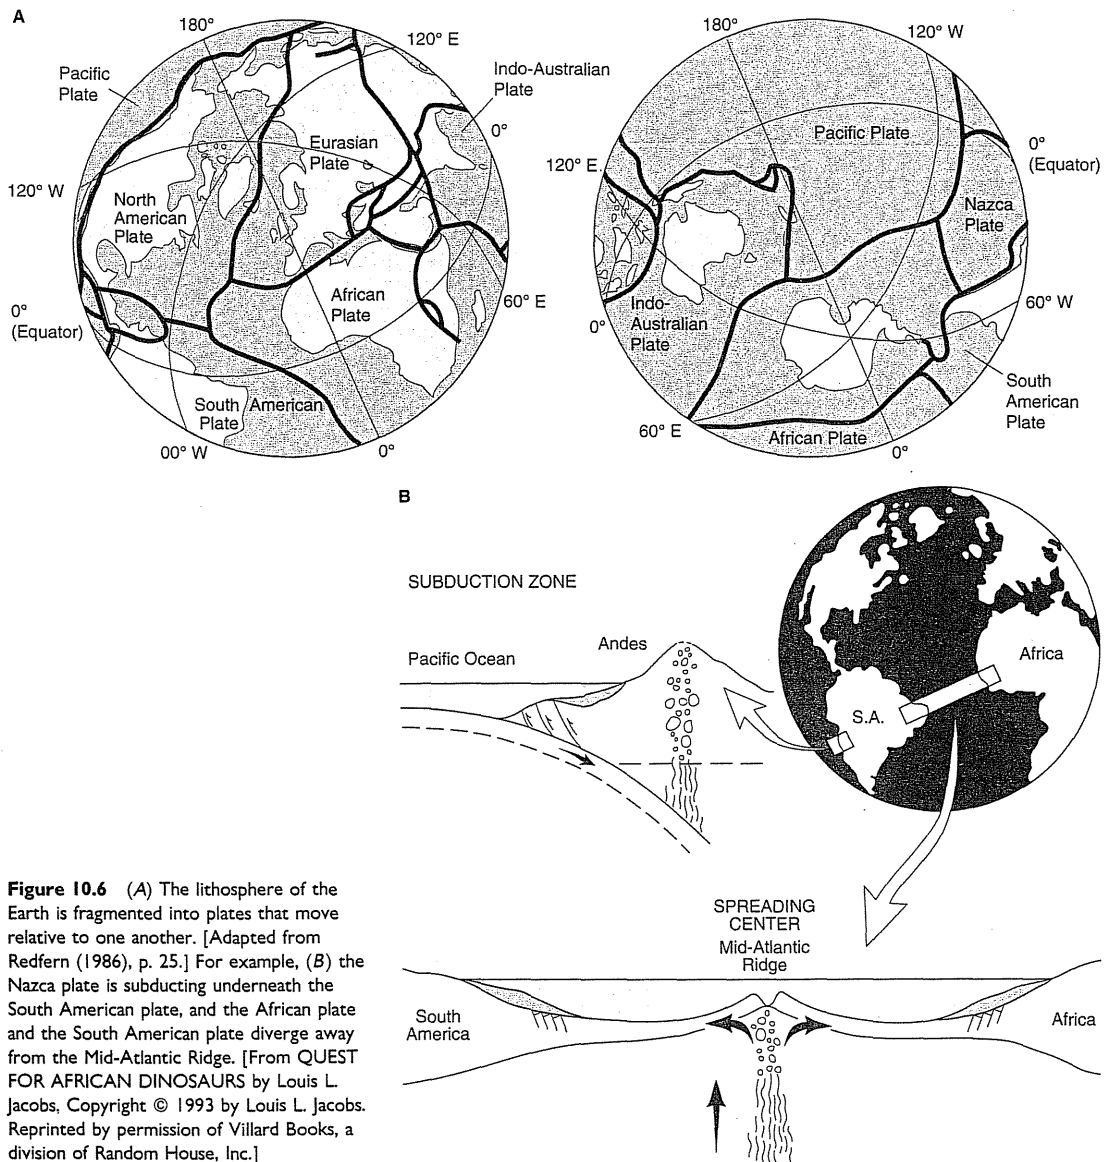 A
180°
120° E
Pacific
Plate
Indo-Australian
Plate
0°
Eurasian
Plate
120° W
North
American
Plate
African
Plate
60° E
0°
(Equator)
South American
Plate
00° W
0°
180°
120° W
Pacific Plate
0°
(Equator)
120° E
Nazca
Plate
Indo-
Australian
Plate
0°
60° W
South
American
Plate
60° E
African Plate
0°
B
SUBDUCTION ZONE
Andes
Pacific Ocean
Africa
S.A.
SPREADING
CENTER
Mid-Atlantic
Ridge
South
America
Africa
Figure 10.6 (A) The lithosphere of the
Earth is fragmented into plates that move
relative to one another. [Adapted from
Redfern (1986), p. 25.] For example, (B) the
Nazca plate is subducting underneath the
South American plate, and the African plate
and the South American plate diverge away
from the Mid-Atlantic Ridge. [From QUEST
FOR AFRICAN DINOSAURS by Louis L.
Jacobs, Copyright © 1993 by Louis L. Jacobs.
Reprinted by permission of Villard Books, a
division of Random House, Inc.]